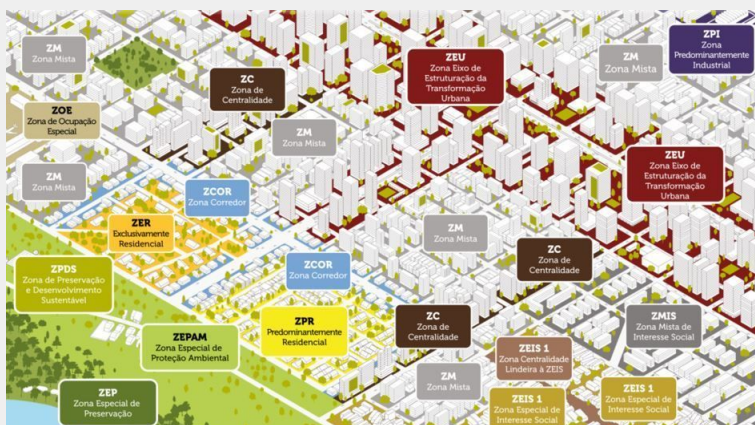 ZM
Zona Mista
ZC
Zona de
Centralidade
ZEU
Zona Eixo de
Estruturação da
Transformação
Urbana
ZM
Zona Mista
ZPI
Zona
Predominantemente
Industrial
ZOE
Zona de Ocupação
Especial
ZM
Zona Mista
ZM
Zona Mista
ZCOR
Zona Corredor
ZEU
Zona Eixo de
Estruturação da
Transformação
Urbana
ZER
Exclusivamente
Residencial
ZM
Zona Mista
ZC
Zona de
Centralidade
ZPDS
Zona de Preservação
e Desenvolvimento
Sustentável
ZCOR
Zona Corredor
ZEPAM
Zona Especial de
Proteção Ambiental
ZPR
Predominantemente
Residencial
ZC
Zona de
Centralidade
ZMIS
Zona Mista de
Interesse Social
ZEIS 1
Zona Centralidade
Lindeira à ZEIS
ZM
Zona Mista
ZEP
Zona Especial de
Preservação
ZEIS 1
Zona Especial de
Interesse Social
ZEIS 1
Zona Especial de
Interesse Social